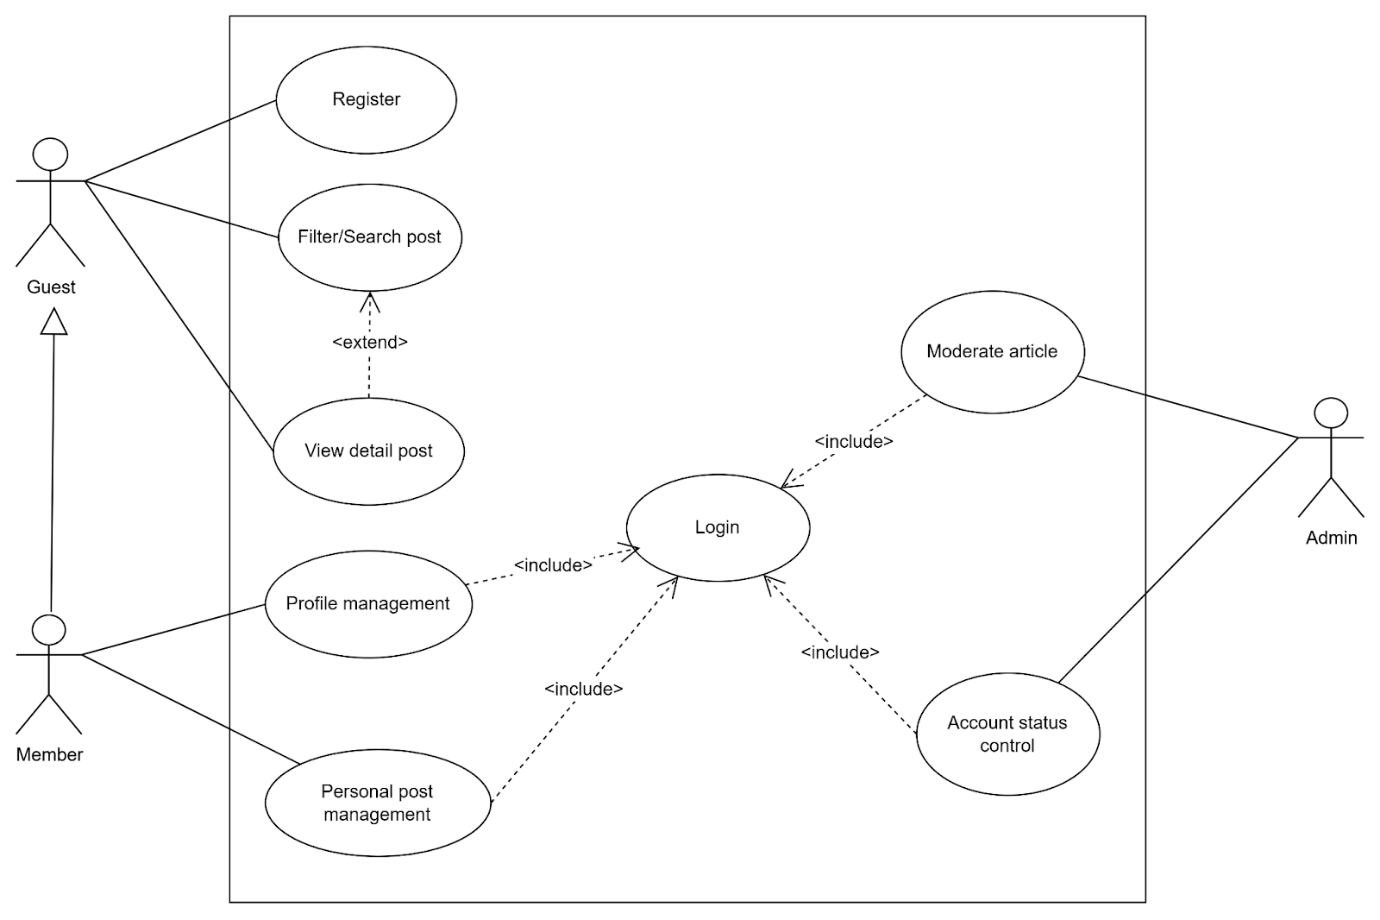 Register
Filter/Search post
Guest
<extend>
Moderate article
View detail post
<include>
Login
Admin
<include>
Profile management
<include>
<include>
Account status
control
Member
Personal post
management